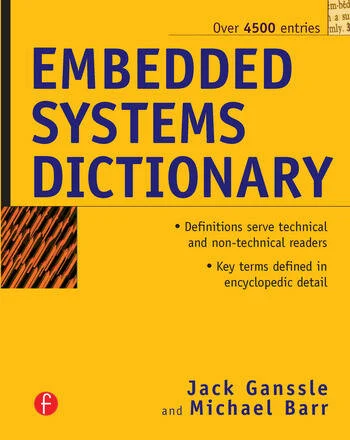 Over 4500 entries
EMBEDDED
SYSTEMS
DICTIONARY
• Definitions serve technical
and non-technical readers
• Key terms defined in
encyclopedic detail
Jack Ganssle
and Michael Barr
f